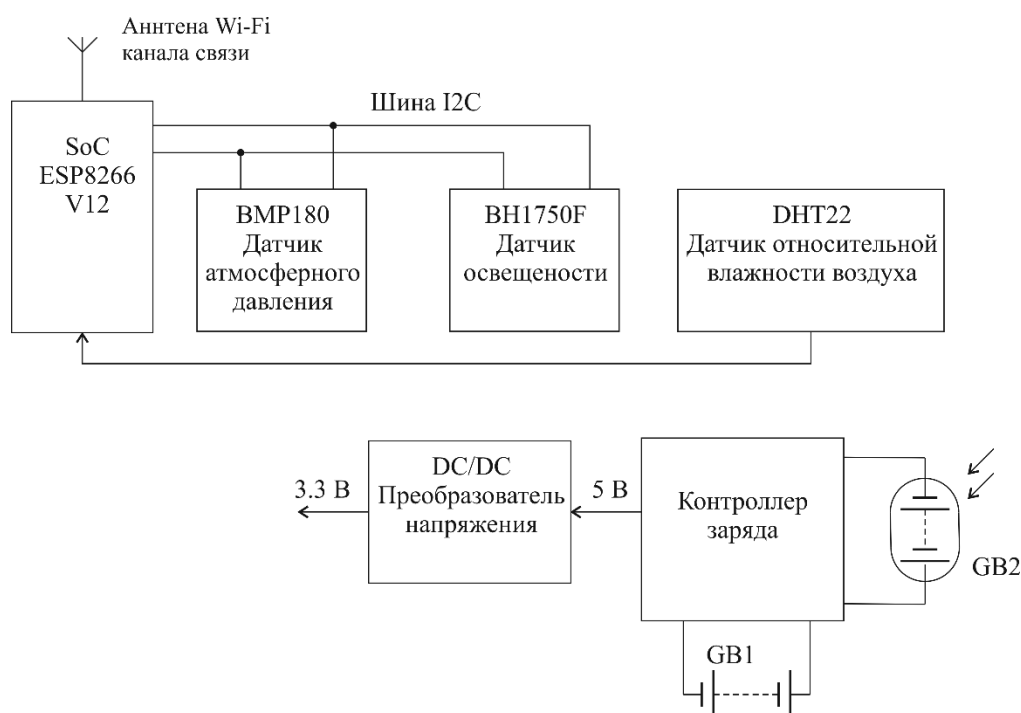 Аннтена Wi-Fi
канала связи
Шина I2C
SoC
ESP8266
V12
BMP180
Датчик
атмосферного
давления
BH1750F
Датчик
освещености
DHT22
Датчик относительной
влажности воздуха
3.3 В
DC/DC
Преобразователь
напряжения
5 В
Контроллер
заряда
GB2
GB1